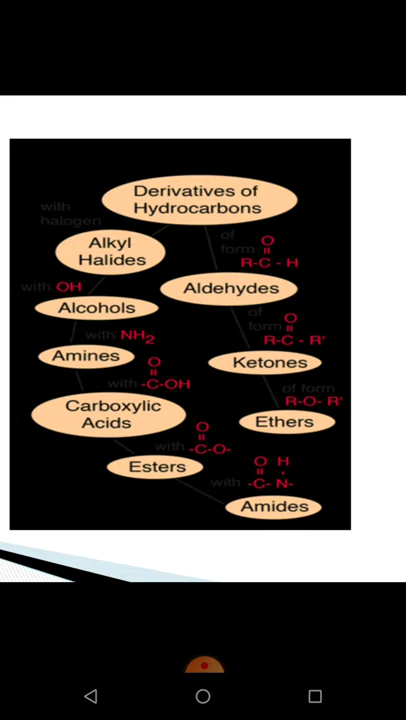 Derivatives of
Hydrocarbons
with
halogen
Alkyl
Halides
of
form
O
R-C - H
with OH
Alcohols
Aldehydes
with NH2
Amines
of
form
O
R-C - R'
Ketones
O
with -C-OH
Carboxylic
Acids
of form
R-O- R'
Ethers
O
with -C-O-
Esters
O H
with -C- N-
Amides